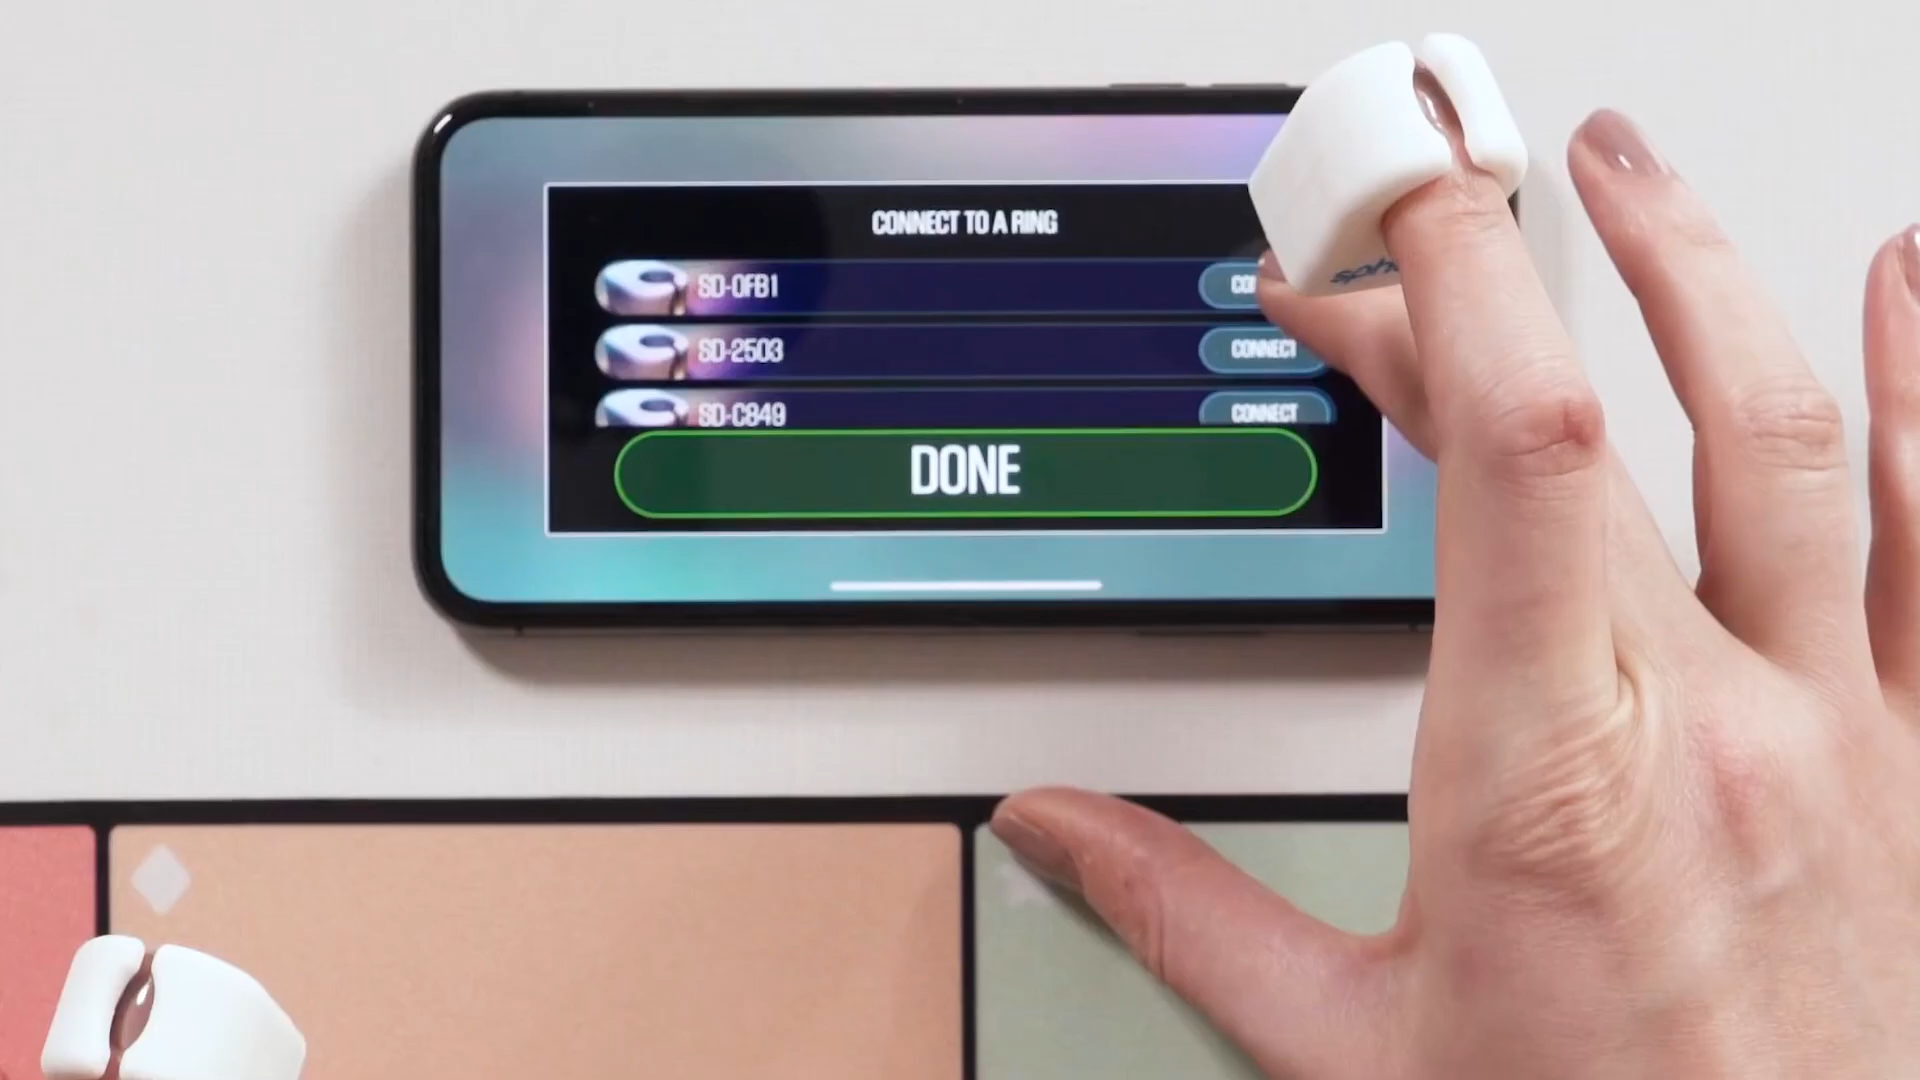 CONNECT TO A RING
SD-0FB1
SD-2503 CONNECT
SD-C849 CONNECT
DONE